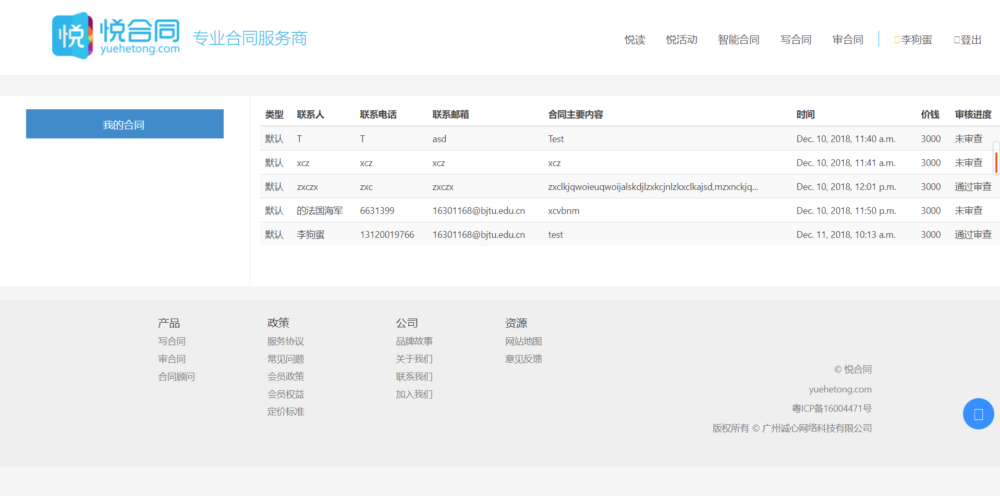 悦 悦合同 yuehetong.com 专业合同服务商
悦读 悦活动 智能合同 写合同 审合同 李狗蛋 登出
我的合同
类型 联系人 联系电话 联系邮箱 合同主要内容 时间 价钱 审核进度
默认 T T asd Test Dec. 10, 2018, 11:40 a.m. 3000 未审查
默认 xcz xcz xcz xcz Dec. 10, 2018, 11:41 a.m. 3000 未审查
默认 zxczx zxc zxczx zxclkjqwoieuqwoijalskdjlzxkcjnlzkxclkajsd,mzxnckjq... Dec. 10, 2018, 12:01 p.m. 3000 通过审查
默认 的法国海军 6631399 16301168@bjtu.edu.cn xcvbnm Dec. 10, 2018, 11:50 p.m. 3000 未审查
默认 李狗蛋 13120019766 16301168@bjtu.edu.cn test Dec. 11, 2018, 10:13 a.m. 3000 通过审查
产品
写合同
审合同
合同顾问
政策
服务协议
常见问题
会员政策
会员权益
定价标准
公司
品牌故事
关于我们
联系我们
加入我们
资源
网站地图
意见反馈
© 悦合同
yuehetong.com
粤ICP备16004471号
版权所有 © 广州诚心网络科技有限公司